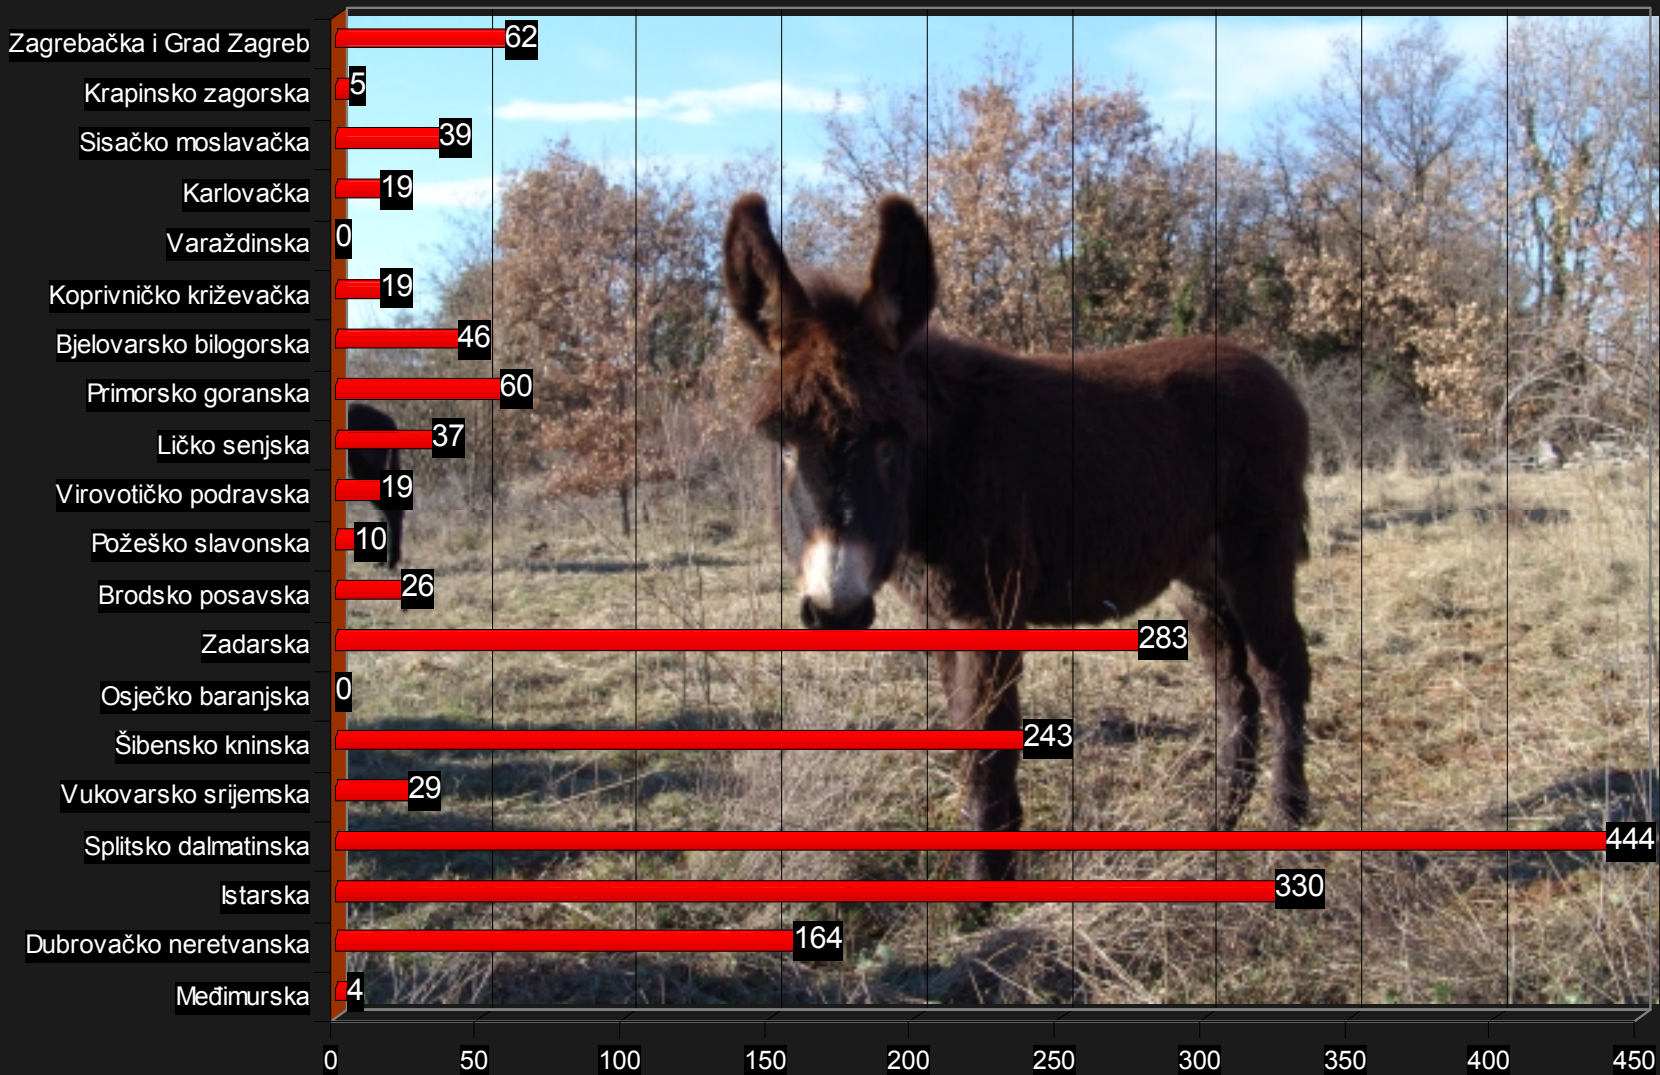 Zagrebačka i Grad Zagreb 62
Krapinsko zagorska 5
Sisačko moslavačka 39
Karlovačka 19
Varaždinska 0
Koprivničko križevačka 19
Bjelovarsko bilogorska 46
Primorsko goranska 60
Ličko senjska 37
Virovotičko podravska 19
Požeško slavonska 10
Brodsko posavska 26
Zadarska 283
Osječko baranjska 0
Šibensko kninska 243
Vukovarsko srijemska 29
Splitsko dalmatinska 444
Istarska 330
Dubrovačko neretvanska 164
Međimurska 4
0 50 100 150 200 250 300 350 400 450